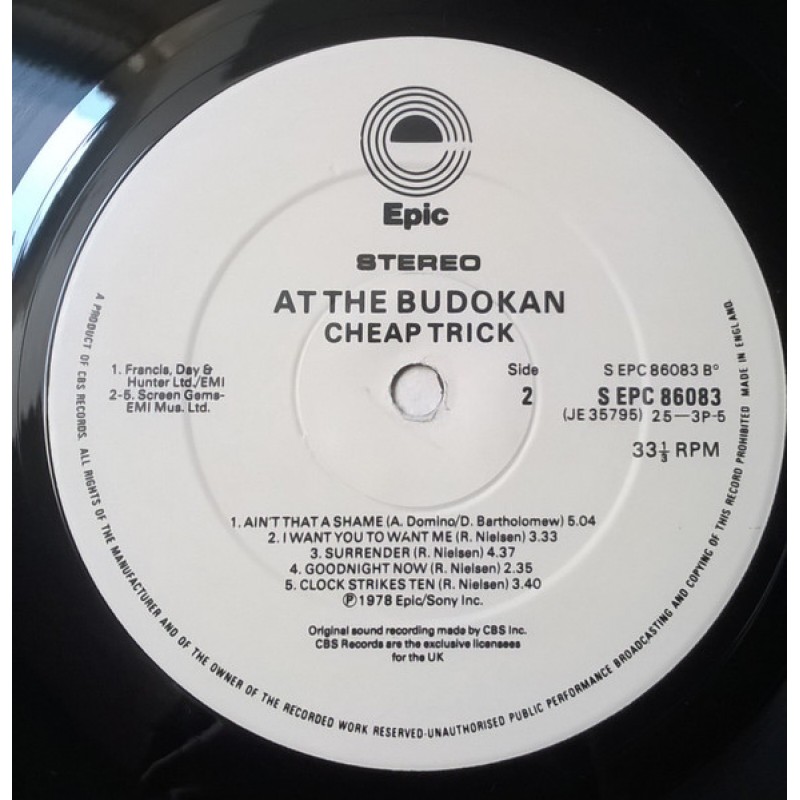 Epic
STEREO
AT THE BUDOKAN
CHEAP TRICK
1. Francis, Day &
Hunter Ltd./EMI
2-5. Screen Gems-
EMI Mus. Ltd.
Side
2
S EPC 86083 B°
S EPC 86083
(JE 35795) 25—3P-5
33⅓ RPM
1. AIN'T THAT A SHAME (A. Domino/D. Bartholomew) 5.04
2. I WANT YOU TO WANT ME (R. Nielsen) 3.33
3. SURRENDER (R. Nielsen) 4.37
4. GOODNIGHT NOW (R. Nielsen) 2.35
5. CLOCK STRIKES TEN (R. Nielsen) 3.40
Ⓟ 1978 Epic/Sony Inc.
Original sound recording made by CBS Inc.
CBS Records are the exclusive licensees
for the UK
A PRODUCT OF CBS RECORDS. ALL RIGHTS OF THE MANUFACTURER AND OF THE OWNER OF THE RECORDED WORK RESERVED-UNAUTHORISED PUBLIC PERFORMANCE BROADCASTING AND COPYING OF THIS RECORD PROHIBITED MADE IN ENGLAND.